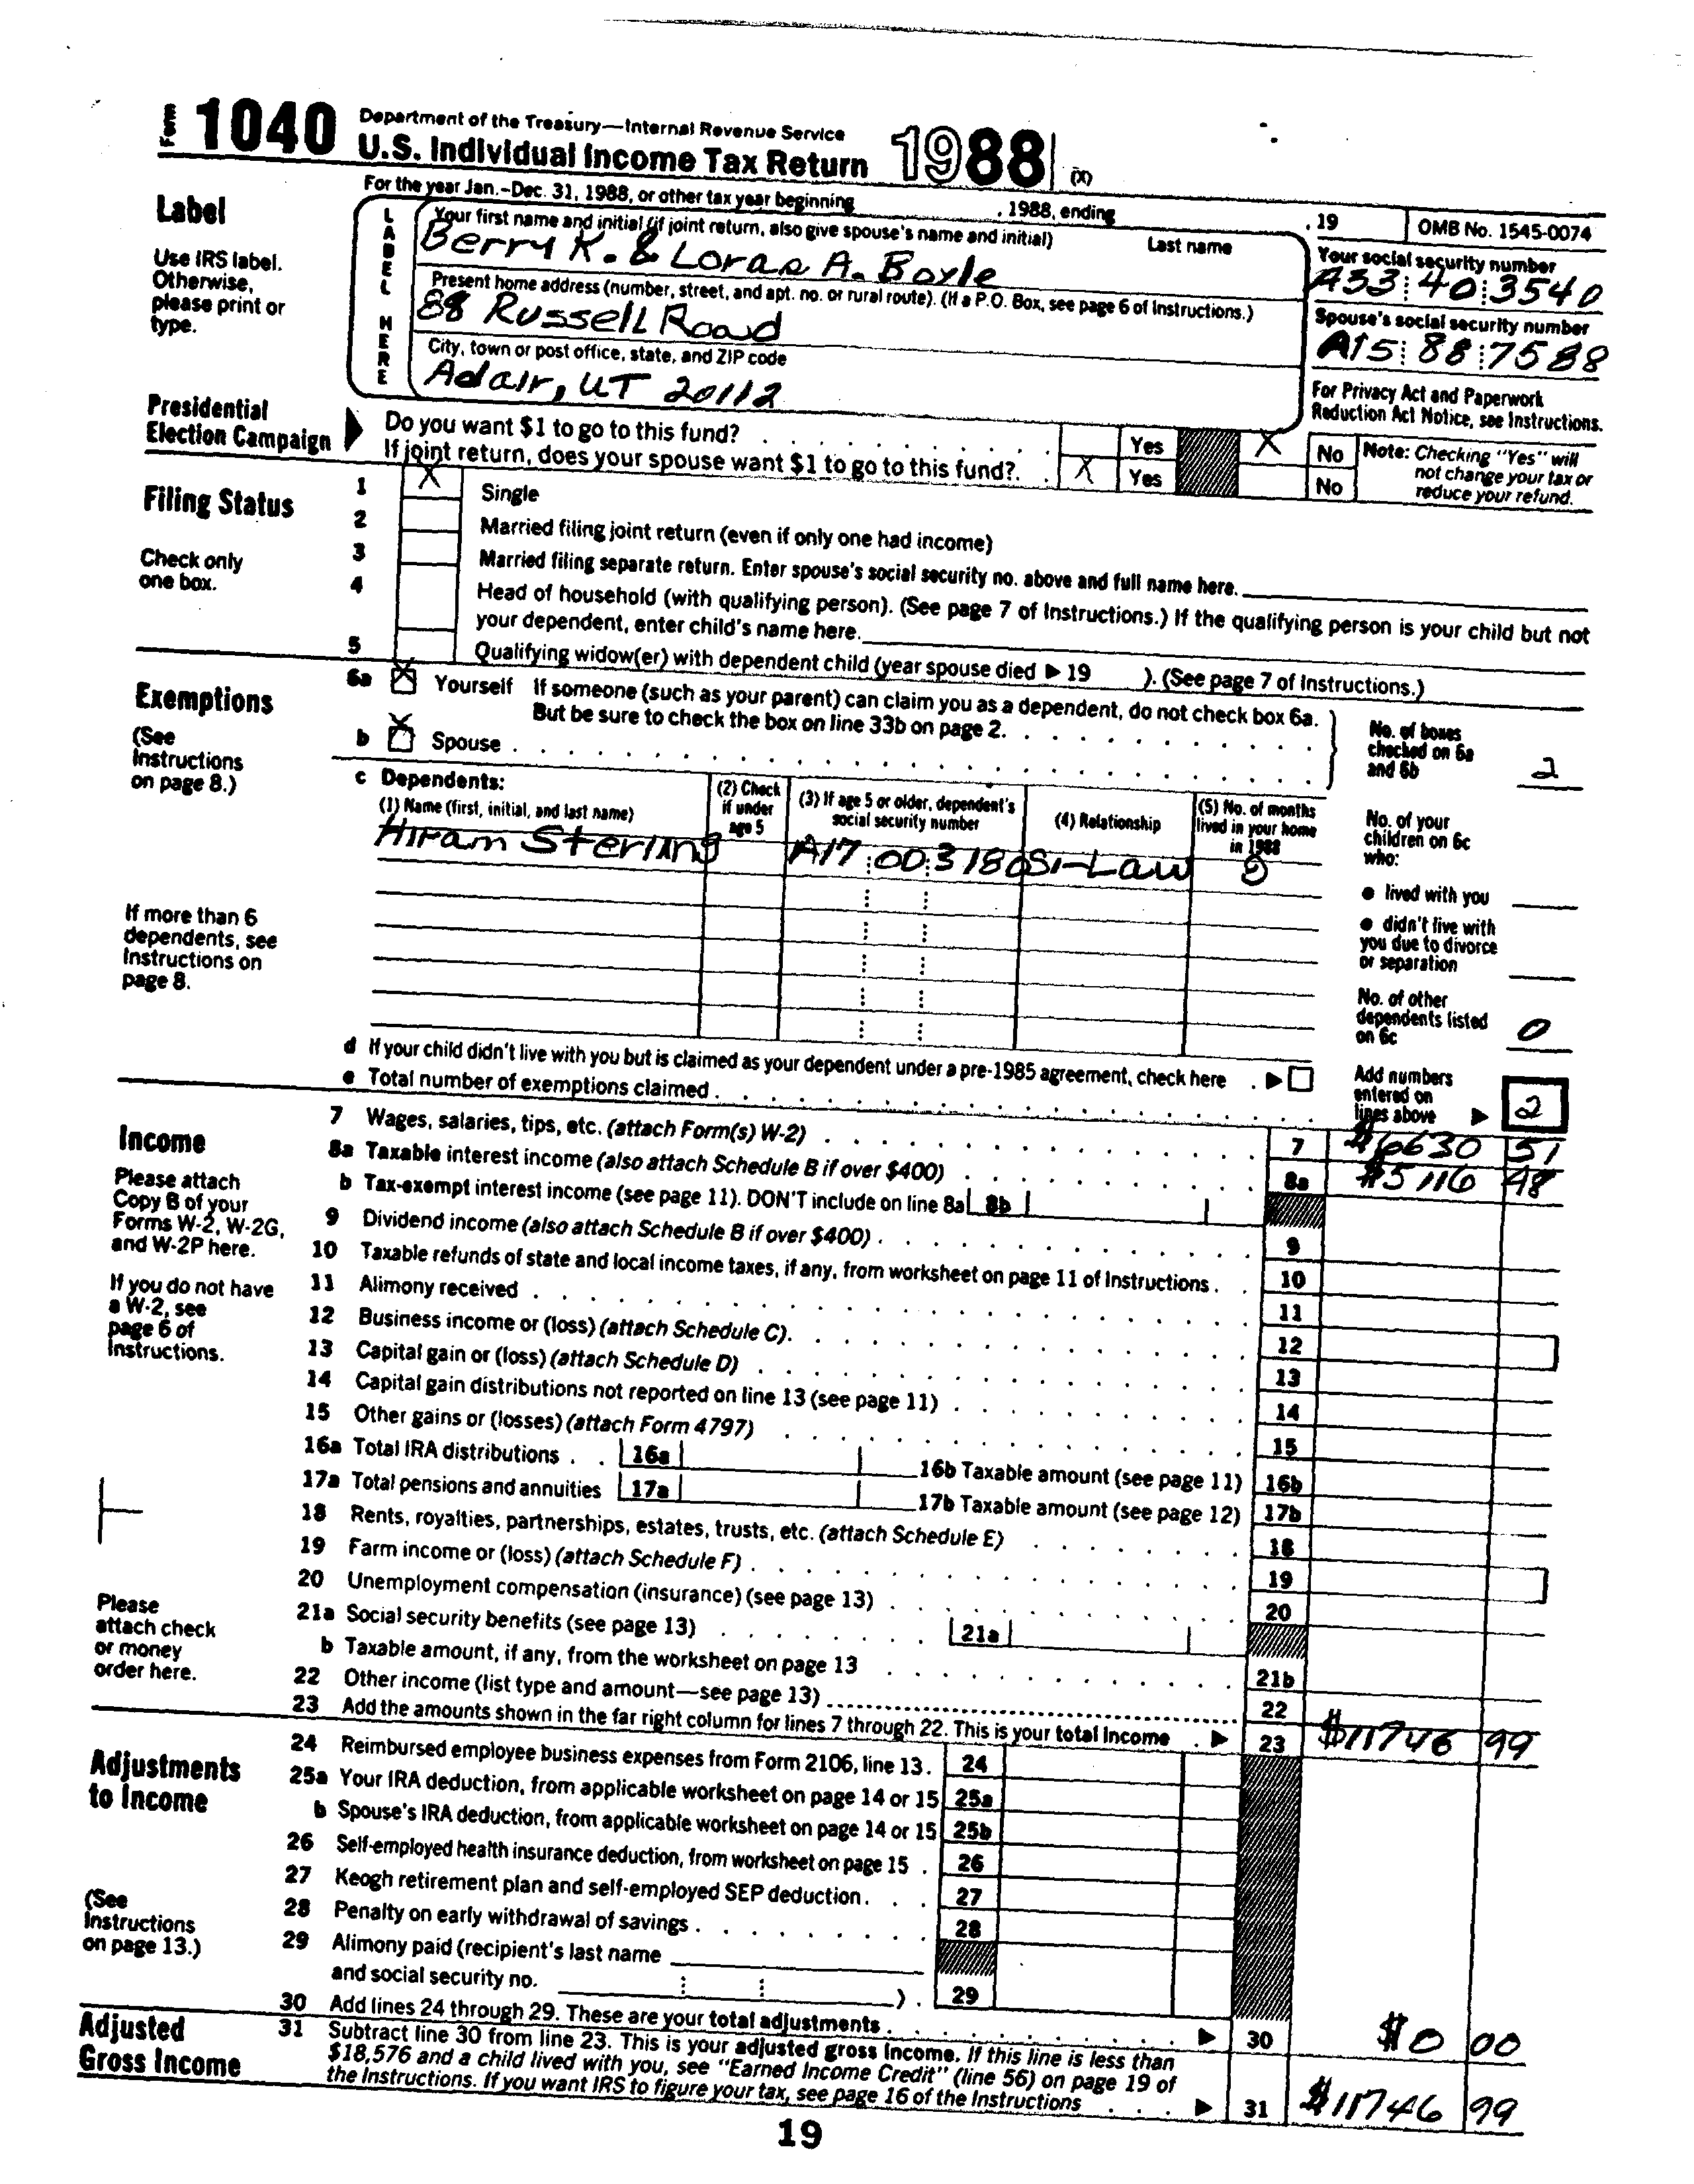 Form 1040 Department of the Treasury—Internal Revenue Service
U.S. Individual Income Tax Return 1988 (X)
For the year Jan.–Dec. 31, 1988, or other tax year beginning , 1988, ending , 19 OMB No. 1545-0074
Label
Use IRS label.
Otherwise,
please print or
type.
LABEL HERE
Your first name and initial (if joint return, also give spouse's name and initial) Last name
Berry K. & Loras A. Boyle
Your social security number
A33 40 3540
Present home address (number, street, and apt. no. or rural route). (If a P.O. Box, see page 6 of Instructions.)
88 Russell Road
Spouse's social security number
A15 88 7588
City, town or post office, state, and ZIP code
Adair, UT 20112
For Privacy Act and Paperwork
Reduction Act Notice, see Instructions.
Presidential
Election Campaign
Do you want $1 to go to this fund? Yes X No
If joint return, does your spouse want $1 to go to this fund? X Yes No
Note: Checking "Yes" will
not change your tax or
reduce your refund.
Filing Status
Check only
one box.
1 X Single
2 Married filing joint return (even if only one had income)
3 Married filing separate return. Enter spouse's social security no. above and full name here.
4 Head of household (with qualifying person). (See page 7 of Instructions.) If the qualifying person is your child but not
your dependent, enter child's name here.
5 Qualifying widow(er) with dependent child (year spouse died ▶ 19 ). (See page 7 of Instructions.)
Exemptions
(See
Instructions
on page 8.)
6a X Yourself If someone (such as your parent) can claim you as a dependent, do not check box 6a.
But be sure to check the box on line 33b on page 2.
b X Spouse
No. of boxes
checked on 6a
and 6b 2
c Dependents:
(1) Name (first, initial, and last name)
(2) Check
if under
age 5
(3) If age 5 or older, dependent's
social security number
(4) Relationship
(5) No. of months
lived in your home
in 1988
Hiram Sterling A17 00 3180 Si-Law 0
If more than 6
dependents, see
Instructions on
page 8.
No. of your
children on 6c
who:
● lived with you
● didn't live with
you due to divorce
or separation
No. of other
dependents listed
on 6c 0
d If your child didn't live with you but is claimed as your dependent under a pre-1985 agreement, check here ▶
e Total number of exemptions claimed
Add numbers
entered on
lines above ▶ 2
Income
Please attach
Copy B of your
Forms W-2, W-2G,
and W-2P here.
If you do not have
a W-2, see
page 6 of
Instructions.
Please
attach check
or money
order here.
7 Wages, salaries, tips, etc. (attach Form(s) W-2) 7 $6630 51
8a Taxable interest income (also attach Schedule B if over $400) 8a $5116 48
b Tax-exempt interest income (see page 11). DON'T include on line 8a 8b
9 Dividend income (also attach Schedule B if over $400) 9
10 Taxable refunds of state and local income taxes, if any, from worksheet on page 11 of Instructions 10
11 Alimony received 11
12 Business income or (loss) (attach Schedule C) 12
13 Capital gain or (loss) (attach Schedule D) 13
14 Capital gain distributions not reported on line 13 (see page 11) 14
15 Other gains or (losses) (attach Form 4797) 15
16a Total IRA distributions 16a 16b Taxable amount (see page 11) 16b
17a Total pensions and annuities 17a 17b Taxable amount (see page 12) 17b
18 Rents, royalties, partnerships, estates, trusts, etc. (attach Schedule E) 18
19 Farm income or (loss) (attach Schedule F) 19
20 Unemployment compensation (insurance) (see page 13) 20
21a Social security benefits (see page 13) 21a
b Taxable amount, if any, from the worksheet on page 13 21b
22 Other income (list type and amount—see page 13) 22
23 Add the amounts shown in the far right column for lines 7 through 22. This is your total income ▶ 23 $11746 99
Adjustments
to Income
(See
Instructions
on page 13.)
24 Reimbursed employee business expenses from Form 2106, line 13. 24
25a Your IRA deduction, from applicable worksheet on page 14 or 15 25a
b Spouse's IRA deduction, from applicable worksheet on page 14 or 15 25b
26 Self-employed health insurance deduction, from worksheet on page 15 26
27 Keogh retirement plan and self-employed SEP deduction 27
28 Penalty on early withdrawal of savings 28
29 Alimony paid (recipient's last name
and social security no. ) 29
30 Add lines 24 through 29. These are your total adjustments ▶ 30 $0 00
Adjusted
Gross Income
31 Subtract line 30 from line 23. This is your adjusted gross income. If this line is less than
$18,576 and a child lived with you, see "Earned Income Credit" (line 56) on page 19 of
the Instructions. If you want IRS to figure your tax, see page 16 of the Instructions ▶ 31 $11746 99
19